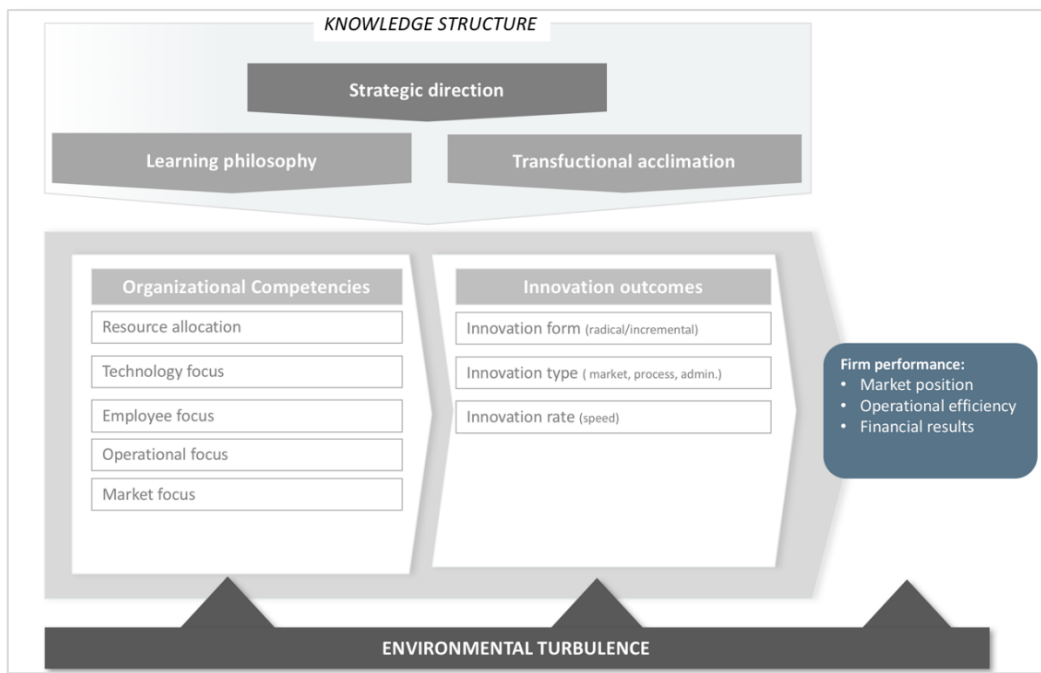 KNOWLEDGE STRUCTURE
Strategic direction
Learning philosophy
Transfuctional acclimation
Organizational Competencies
Resource allocation
Technology focus
Employee focus
Operational focus
Market focus
Innovation outcomes
Innovation form (radical/incremental)
Innovation type ( market, process, admin.)
Innovation rate (speed)
Firm performance:
• Market position
• Operational efficiency
• Financial results
ENVIRONMENTAL TURBULENCE